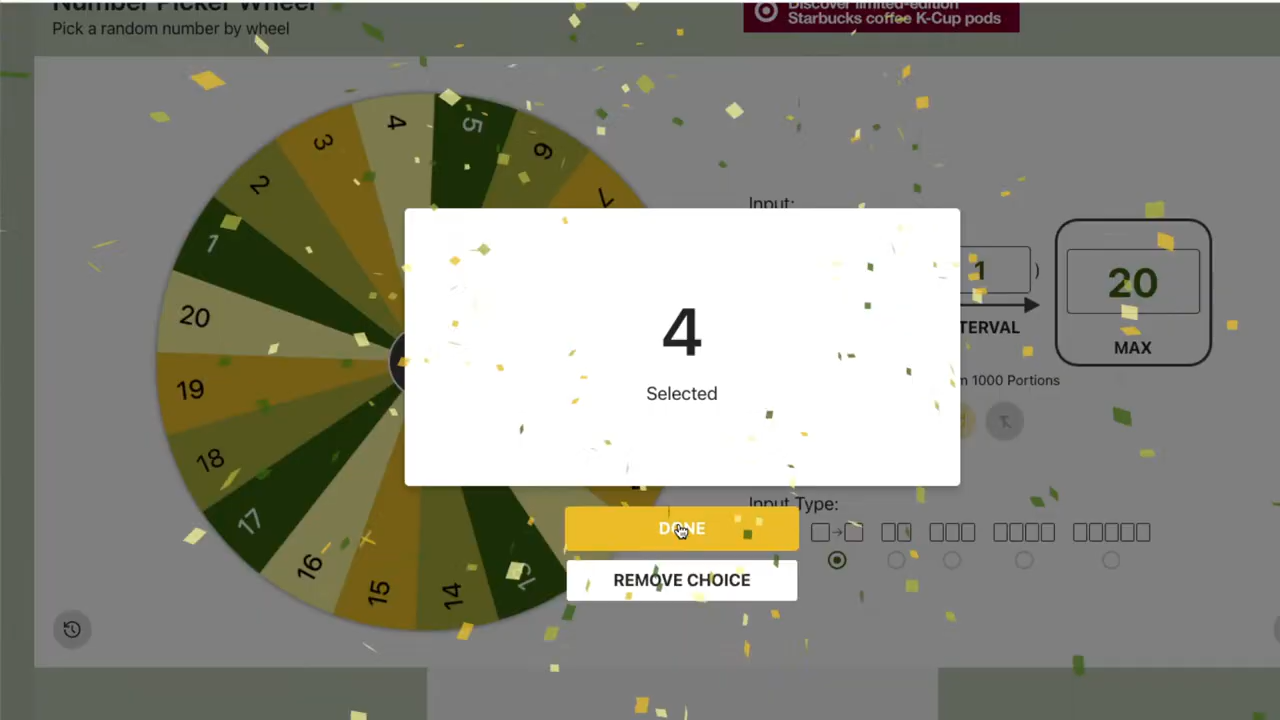 Number Picker Wheel
Pick a random number by wheel
Discover limited-edition
Starbucks coffee K-Cup pods
1
2
3
4
5
6
7
20
19
18
17
16
15
14
13
Input:
1
)
20
MAX
4
Selected
1000 Portions
Input Type:
DONE
REMOVE CHOICE